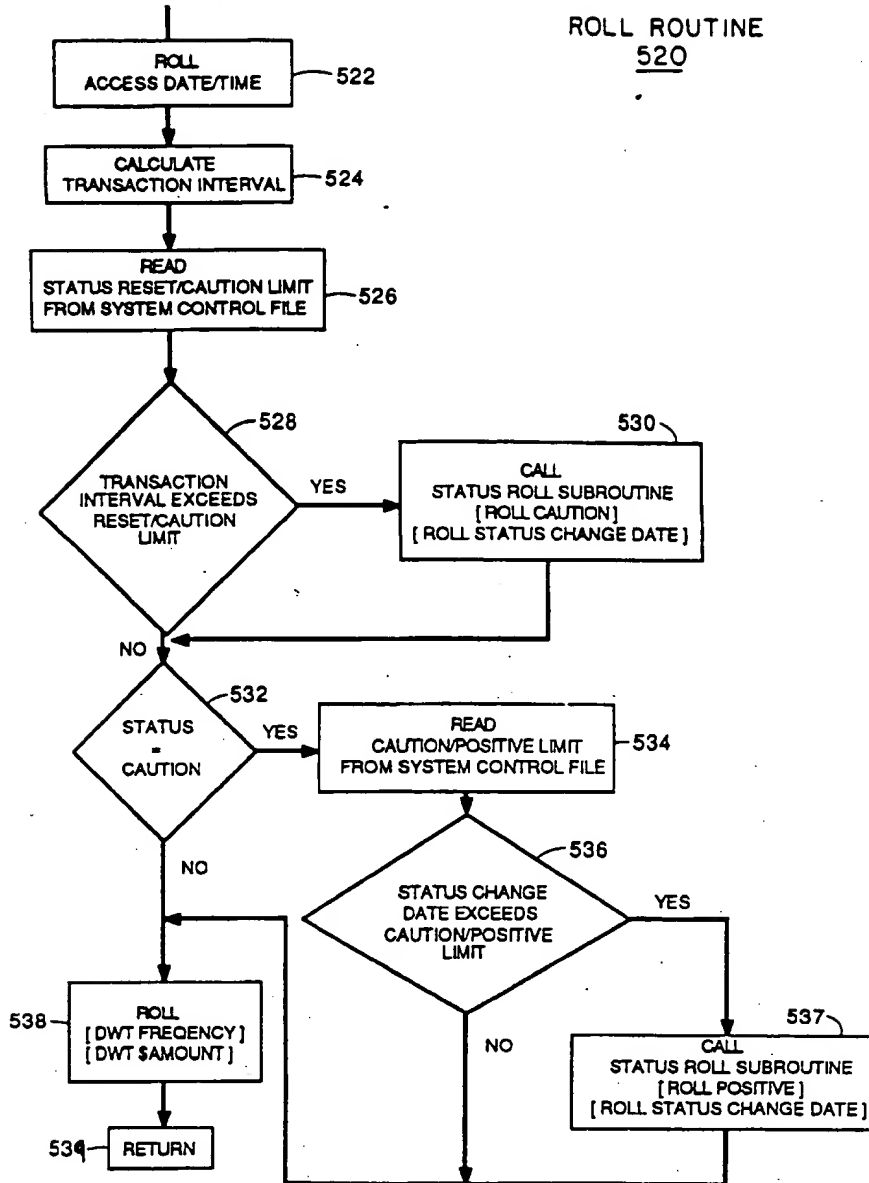 ROLL ROUTINE
520
ROLL
ACCESS DATE/TIME
522
CALCULATE
TRANSACTION INTERVAL
524
READ
STATUS RESET/CAUTION LIMIT
FROM SYSTEM CONTROL FILE
526
528
TRANSACTION
INTERVAL EXCEEDS
RESET/CAUTION
LIMIT
YES
530
CALL
STATUS ROLL SUBROUTINE
[ ROLL CAUTION ]
[ ROLL STATUS CHANGE DATE ]
NO
532
STATUS
=
CAUTION
YES
READ
CAUTION/POSITIVE LIMIT
FROM SYSTEM CONTROL FILE
534
NO
536
STATUS CHANGE
DATE EXCEEDS
CAUTION/POSITIVE
LIMIT
YES
NO
537
CALL
STATUS ROLL SUBROUTINE
[ ROLL POSITIVE ]
[ ROLL STATUS CHANGE DATE ]
538
ROLL
[ DWT FREQENCY ]
[ DWT $AMOUNT ]
539
RETURN